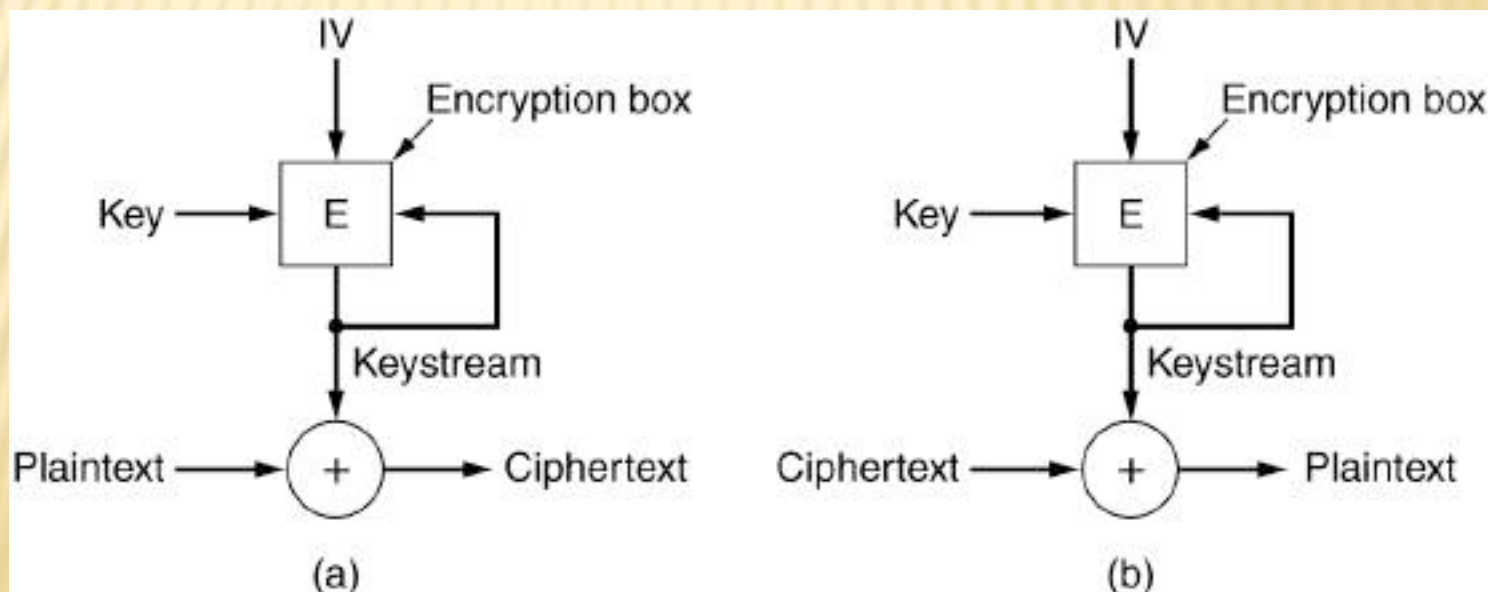 IV
Encryption box
Key
E
Keystream
Plaintext
+
Ciphertext
(a)
IV
Encryption box
Key
E
Keystream
Ciphertext
+
Plaintext
(b)